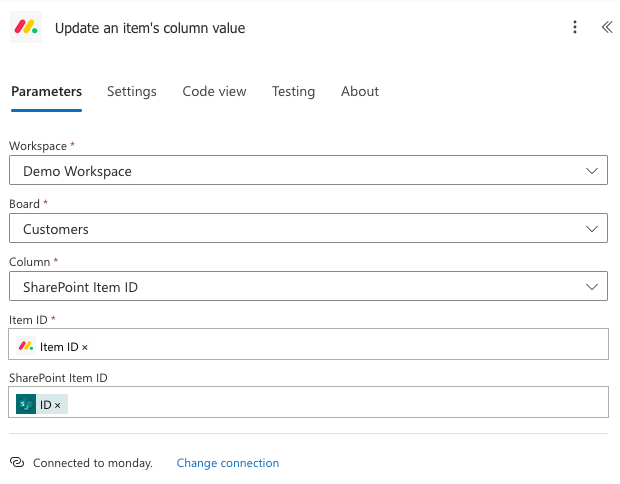 Update an item's column value
Parameters Settings Code view Testing About
Workspace *
Demo Workspace
Board *
Customers
Column *
SharePoint Item ID
Item ID *
Item ID ×
SharePoint Item ID
ID ×
Connected to monday. Change connection